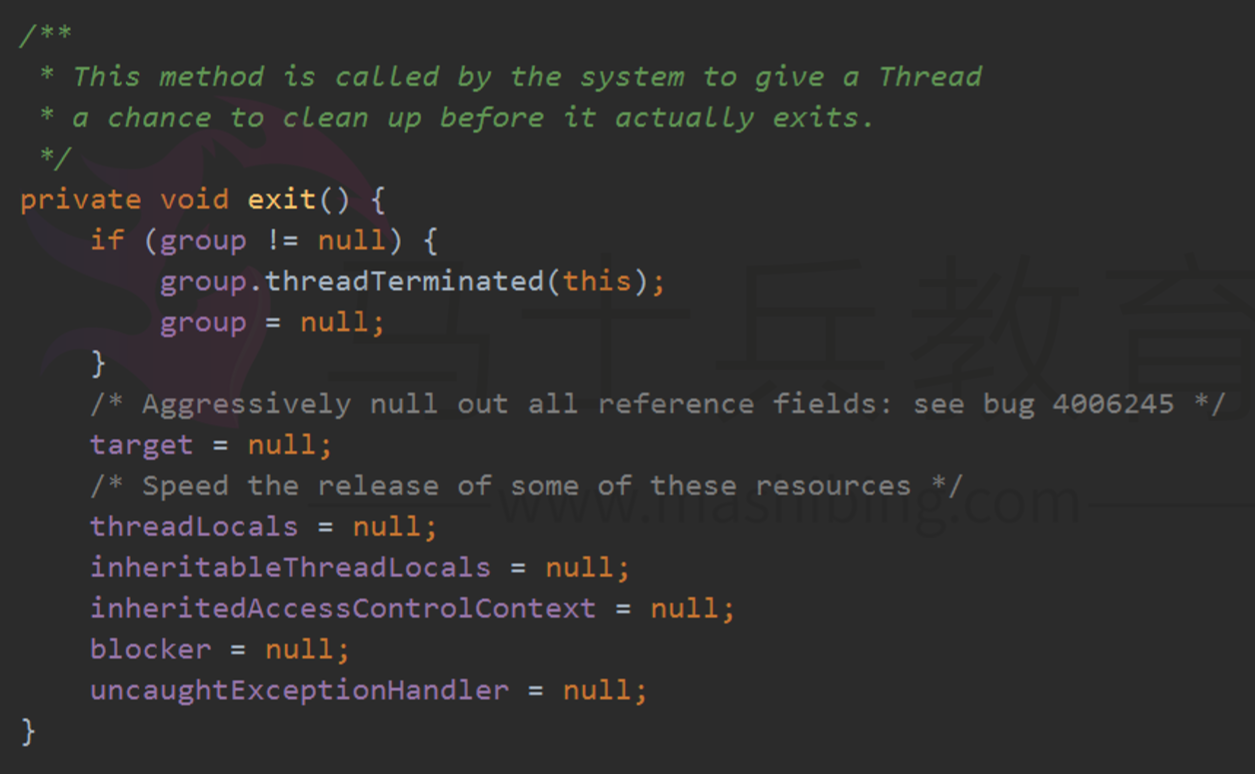 /**
 * This method is called by the system to give a Thread
 * a chance to clean up before it actually exits.
 */
private void exit() {
    if (group != null) {
        group.threadTerminated(this);
        group = null;
    }
    /* Aggressively null out all reference fields: see bug 4006245 */
    target = null;
    /* Speed the release of some of these resources */
    threadLocals = null;
    inheritableThreadLocals = null;
    inheritedAccessControlContext = null;
    blocker = null;
    uncaughtExceptionHandler = null;
}
马士兵教育
www.mashibing.com